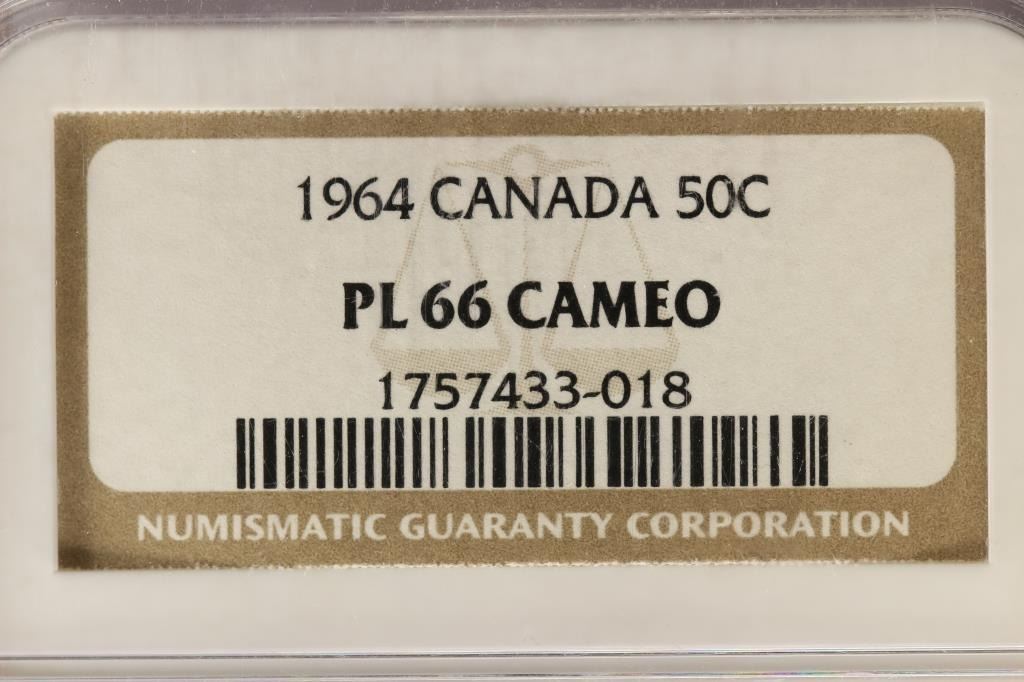 1964 CANADA 50C
PL 66 CAMEO
1757433-018
NUMISMATIC GUARANTY CORPORATION